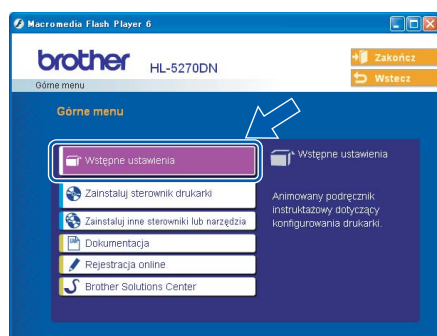 Macromedia Flash Player 6
brother HL-5270DN
Zakończ
Wstecz
Górne menu
Górne menu
Wstępne ustawienia
Zainstaluj sterownik drukarki
Zainstaluj inne sterowniki lub narzędzia
Dokumentacja
Rejestracja online
Brother Solutions Center
Wstępne ustawienia
Animowany podręcznik
instruktażowy dotyczący
konfigurowania drukarki.